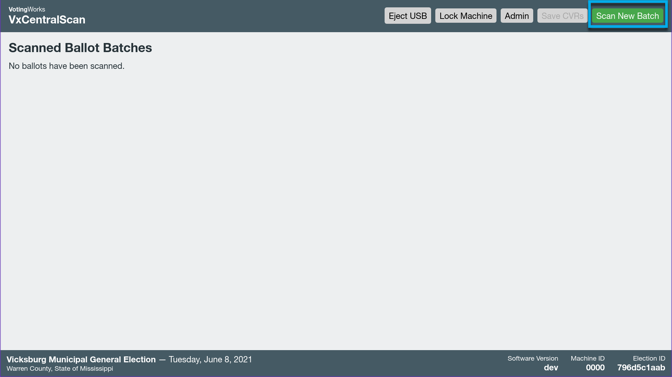 VotingWorks
VxCentralScan
Eject USB
Lock Machine
Admin
Save CVRs
Scan New Batch
Scanned Ballot Batches
No ballots have been scanned.
Vicksburg Municipal General Election — Tuesday, June 8, 2021
Warren County, State of Mississippi
Software Version
dev
Machine ID
0000
Election ID
796d5c1aab